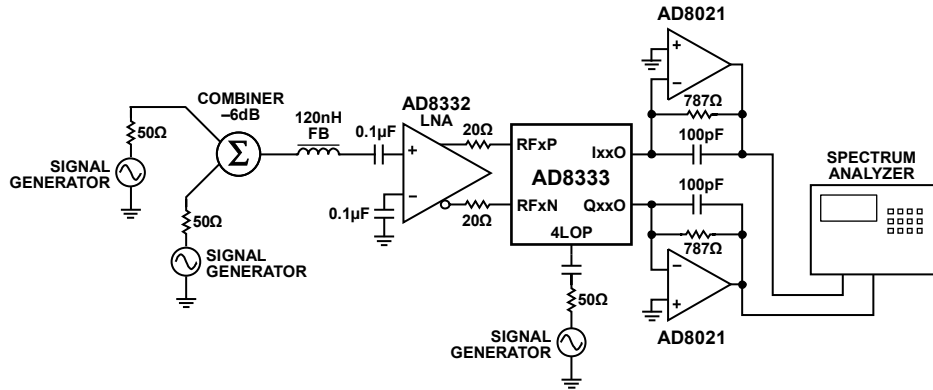 AD8021
COMBINER
–6dB
120nH
FB
AD8332
LNA
787Ω
50Ω
0.1µF
20Ω
100pF
Σ
+
–
+
–
RFxP
IxxO
SPECTRUM
ANALYZER
SIGNAL
GENERATOR
AD8333
100pF
50Ω
0.1µF
20Ω
RFxN
QxxO
4LOP
787Ω
SIGNAL
GENERATOR
–
+
50Ω
AD8021
SIGNAL
GENERATOR